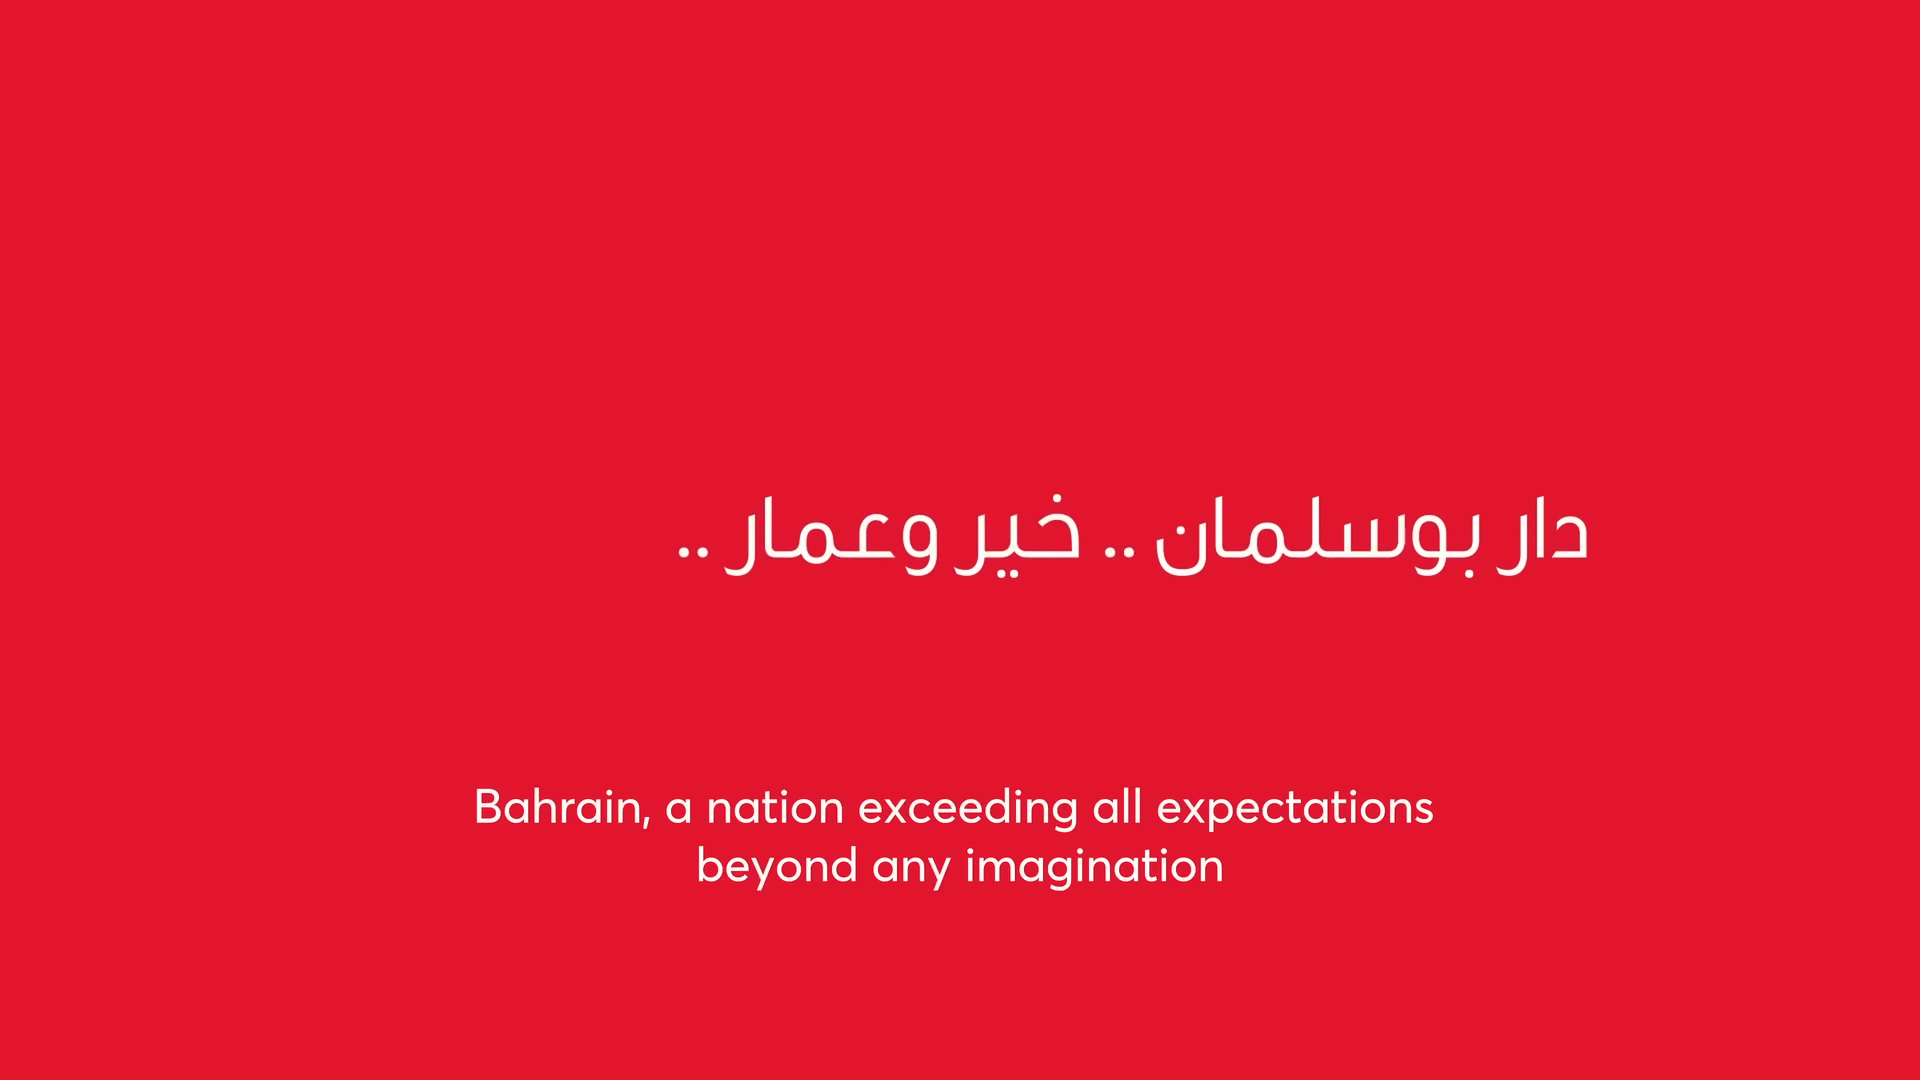 دار بوسلمان .. خير وعمار ..
Bahrain, a nation exceeding all expectations
beyond any imagination